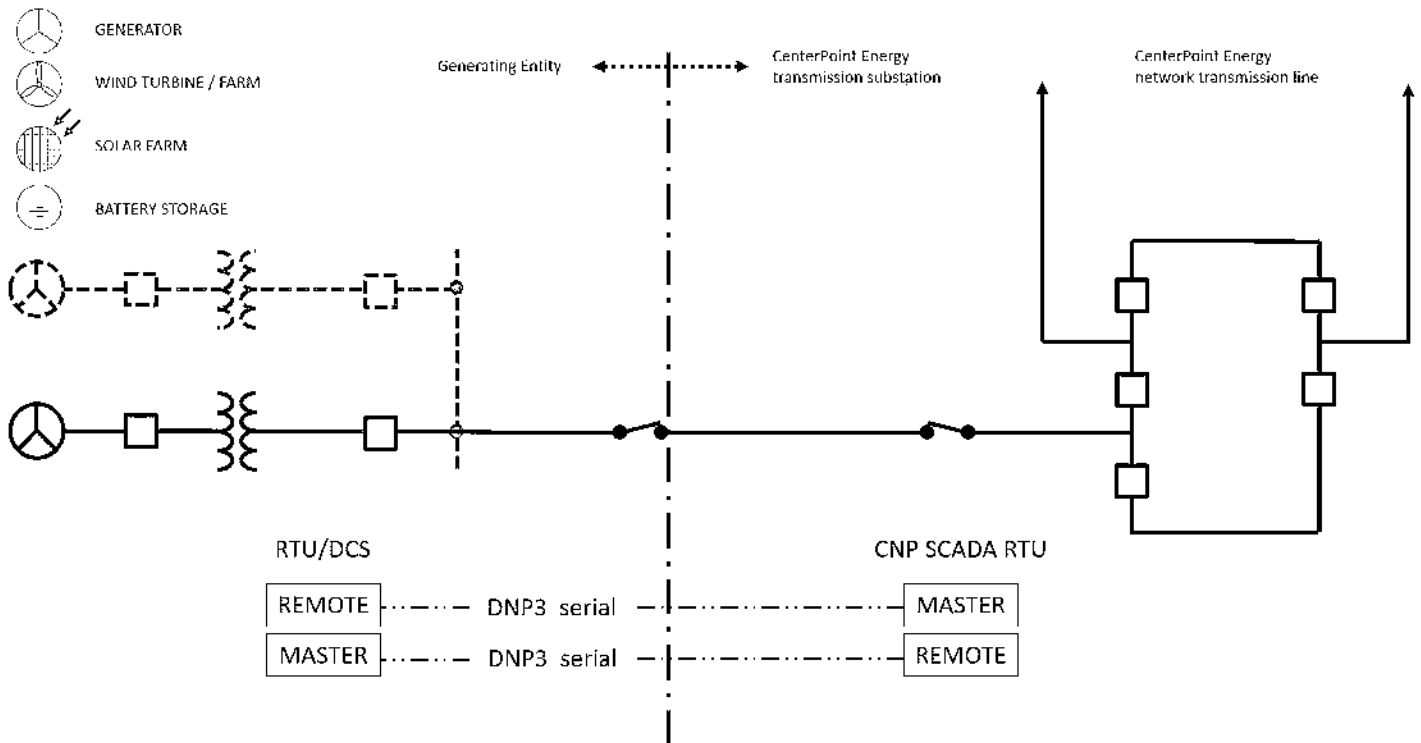 GENERATOR
WIND TURBINE / FARM
SOLAR FARM
BATTERY STORAGE
Generating Entity
CenterPoint Energy
transmission substation
CenterPoint Energy
network transmission line
RTU/DCS
CNP SCADA RTU
REMOTE
DNP3 serial
MASTER
MASTER
DNP3 serial
REMOTE